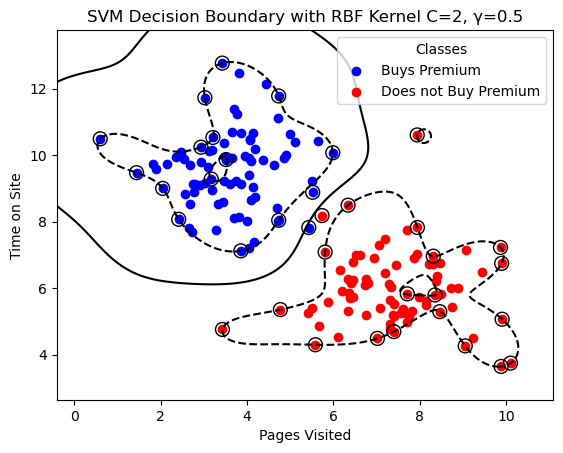 SVM Decision Boundary with RBF Kernel C=2, γ=0.5
Classes
Buys Premium
Does not Buy Premium
Time on Site
12
10
8
6
4
0 2 4 6 8 10
Pages Visited